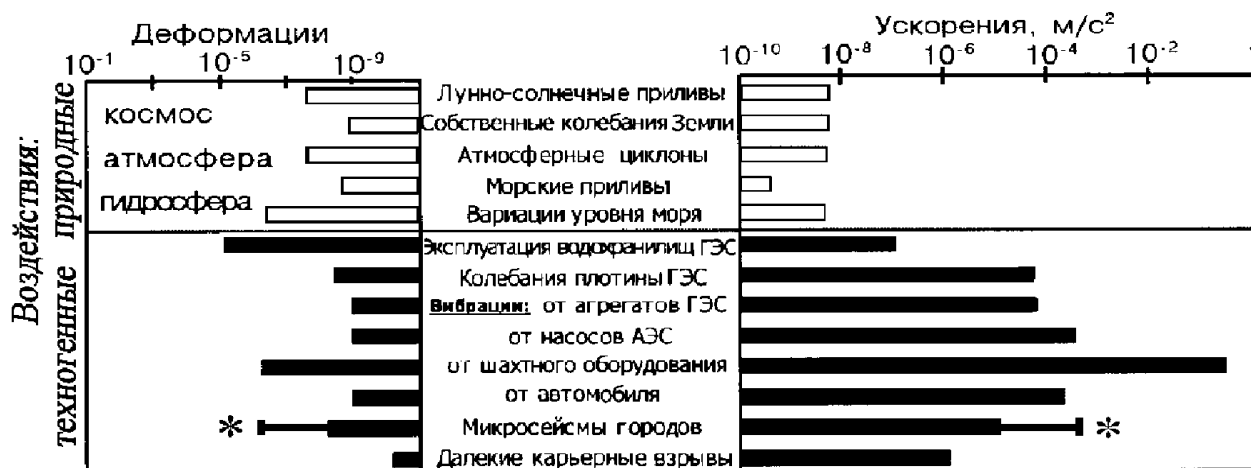 Деформации
Ускорения, м/с²
10⁻¹ 10⁻⁵ 10⁻⁹
10⁻¹⁰ 10⁻⁸ 10⁻⁶ 10⁻⁴ 10⁻²
Воздействия:
природные
космос
атмосфера
гидросфера
Лунно-солнечные приливы
Собственные колебания Земли
Атмосферные циклоны
Морские приливы
Вариации уровня моря
техногенные
Эксплуатация водохранилищ ГЭС
Колебания плотины ГЭС
Вибрации: от агрегатов ГЭС
от насосов АЭС
от шахтного оборудования
от автомобиля
* Микросейсмы городов *
Далекие карьерные взрывы